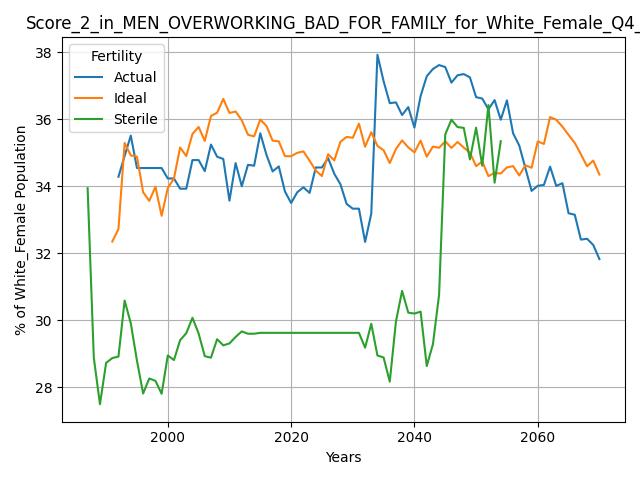 Score_2_in_MEN_OVERWORKING_BAD_FOR_FAMILY_for_White_Female_Q4_
38
36
34
32
30
28
% of White_Female Population
Fertility
Actual
Ideal
Sterile
2000
2020
2040
2060
Years